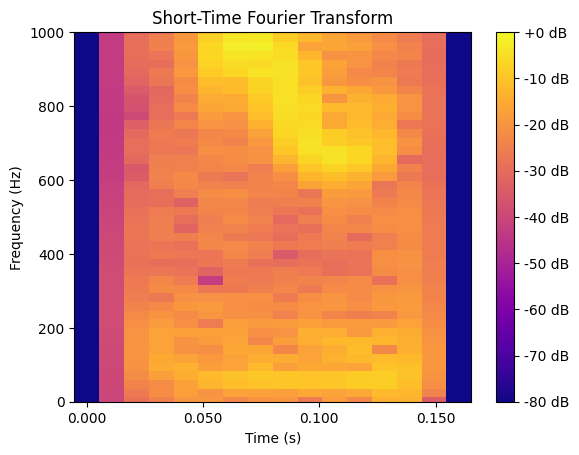 Short-Time Fourier Transform
1000
800
600
400
200
0
Frequency (Hz)
0.000
0.050
0.100
0.150
Time (s)
+0 dB
-10 dB
-20 dB
-30 dB
-40 dB
-50 dB
-60 dB
-70 dB
-80 dB